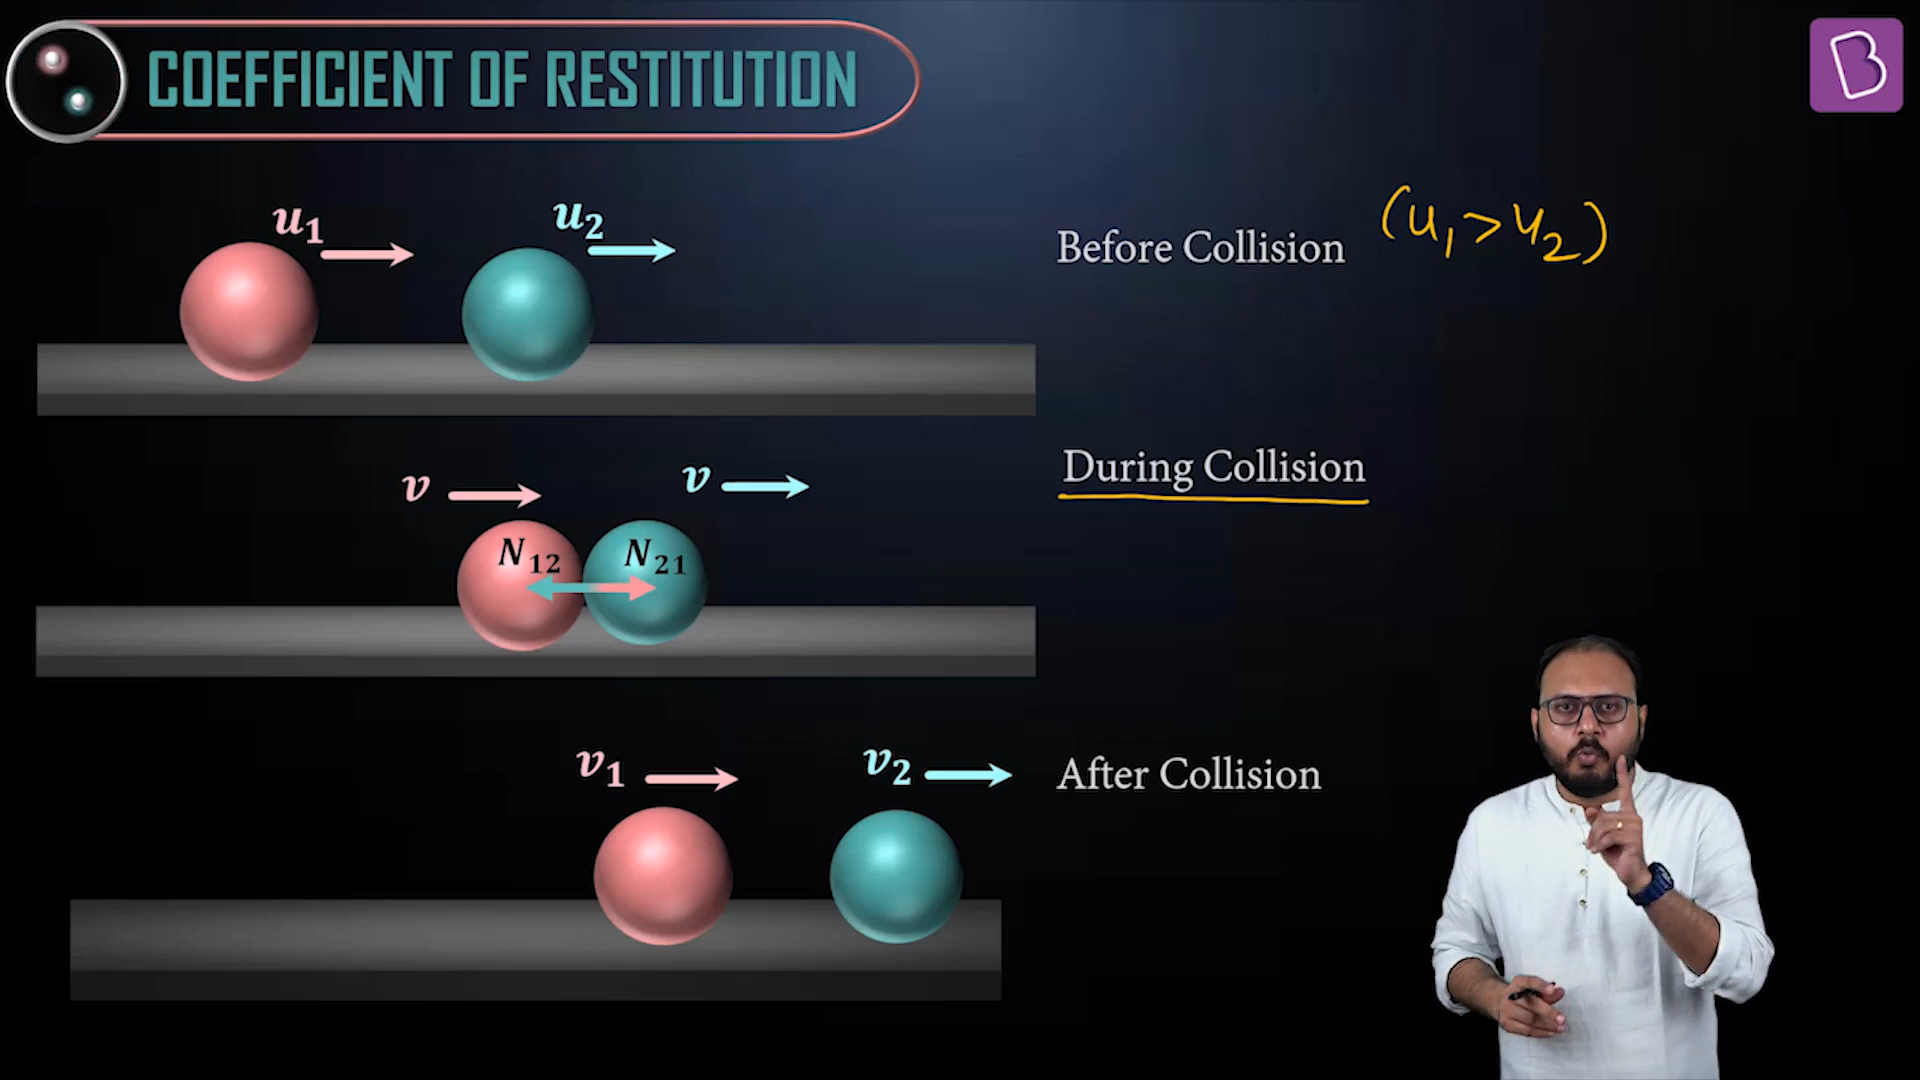 COEFFICIENT OF RESTITUTION
B
u₁ u₂
Before Collision (u₁ > u₂)
During Collision
v v
N₁₂ N₂₁
v₁ v₂ After Collision